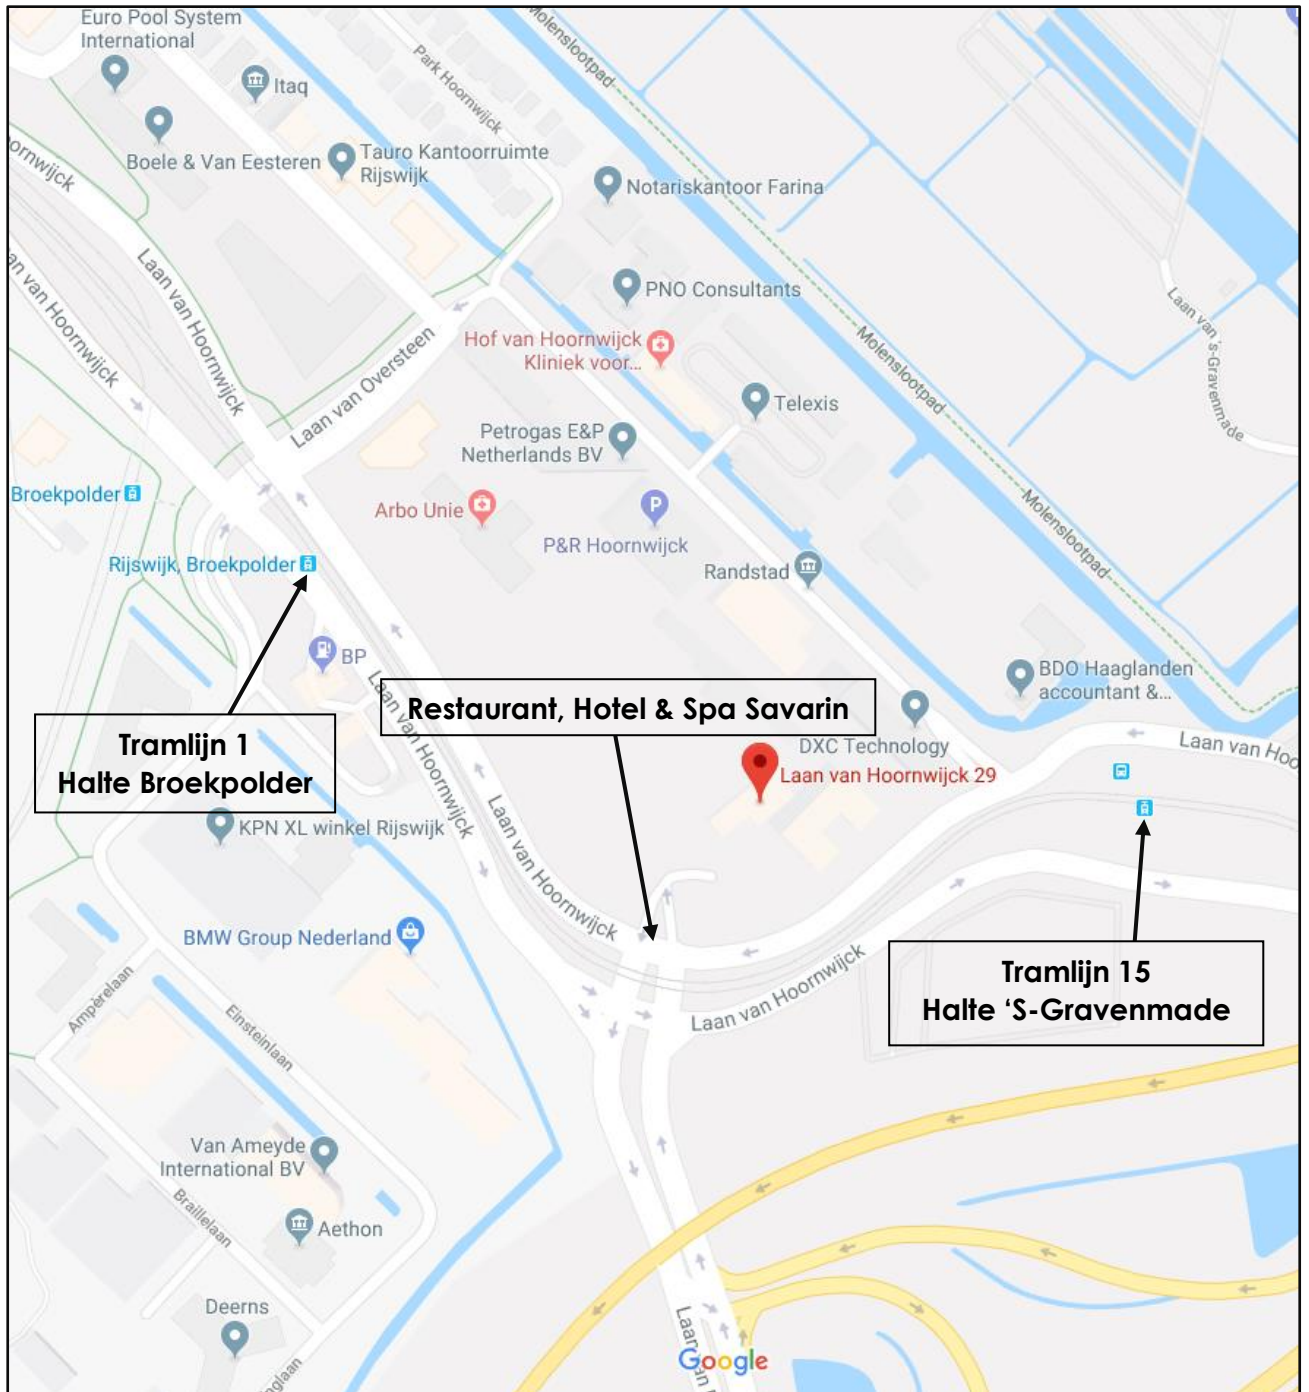 Euro Pool System
International
Itaq
Park Hoornwijck
Molenslootpad
Boele & Van Eesteren
Tauro Kantoorruimte
Rijswijk
Notariskantoor Farina
Laan van Hoornwijck
PNO Consultants
Laan van 's-Gravenmade
Hof van Hoornwijck
Kliniek voor...
Laan van Oversteen
Molenslootpad
Telexis
Petrogas E&P
Netherlands BV
Broekpolder
Arbo Unie
P
P&R Hoornwijck
Molenslootpad
Rijswijk, Broekpolder
Randstad
BP
BDO Haaglanden
accountant &...
Laan van Hoornwijck
Restaurant, Hotel & Spa Savarin
Tramlijn 1
Halte Broekpolder
DXC Technology
Laan van Hoo
Laan van Hoornwijck 29
KPN XL winkel Rijswijk
Laan van Hoornwijck
BMW Group Nederland
Laan van Hoornwijck
Tramlijn 15
Halte ‘S-Gravenmade
Ampèrelaan
Einsteinlaan
Van Ameyde
International BV
Braillelaan
Aethon
Deerns
Google